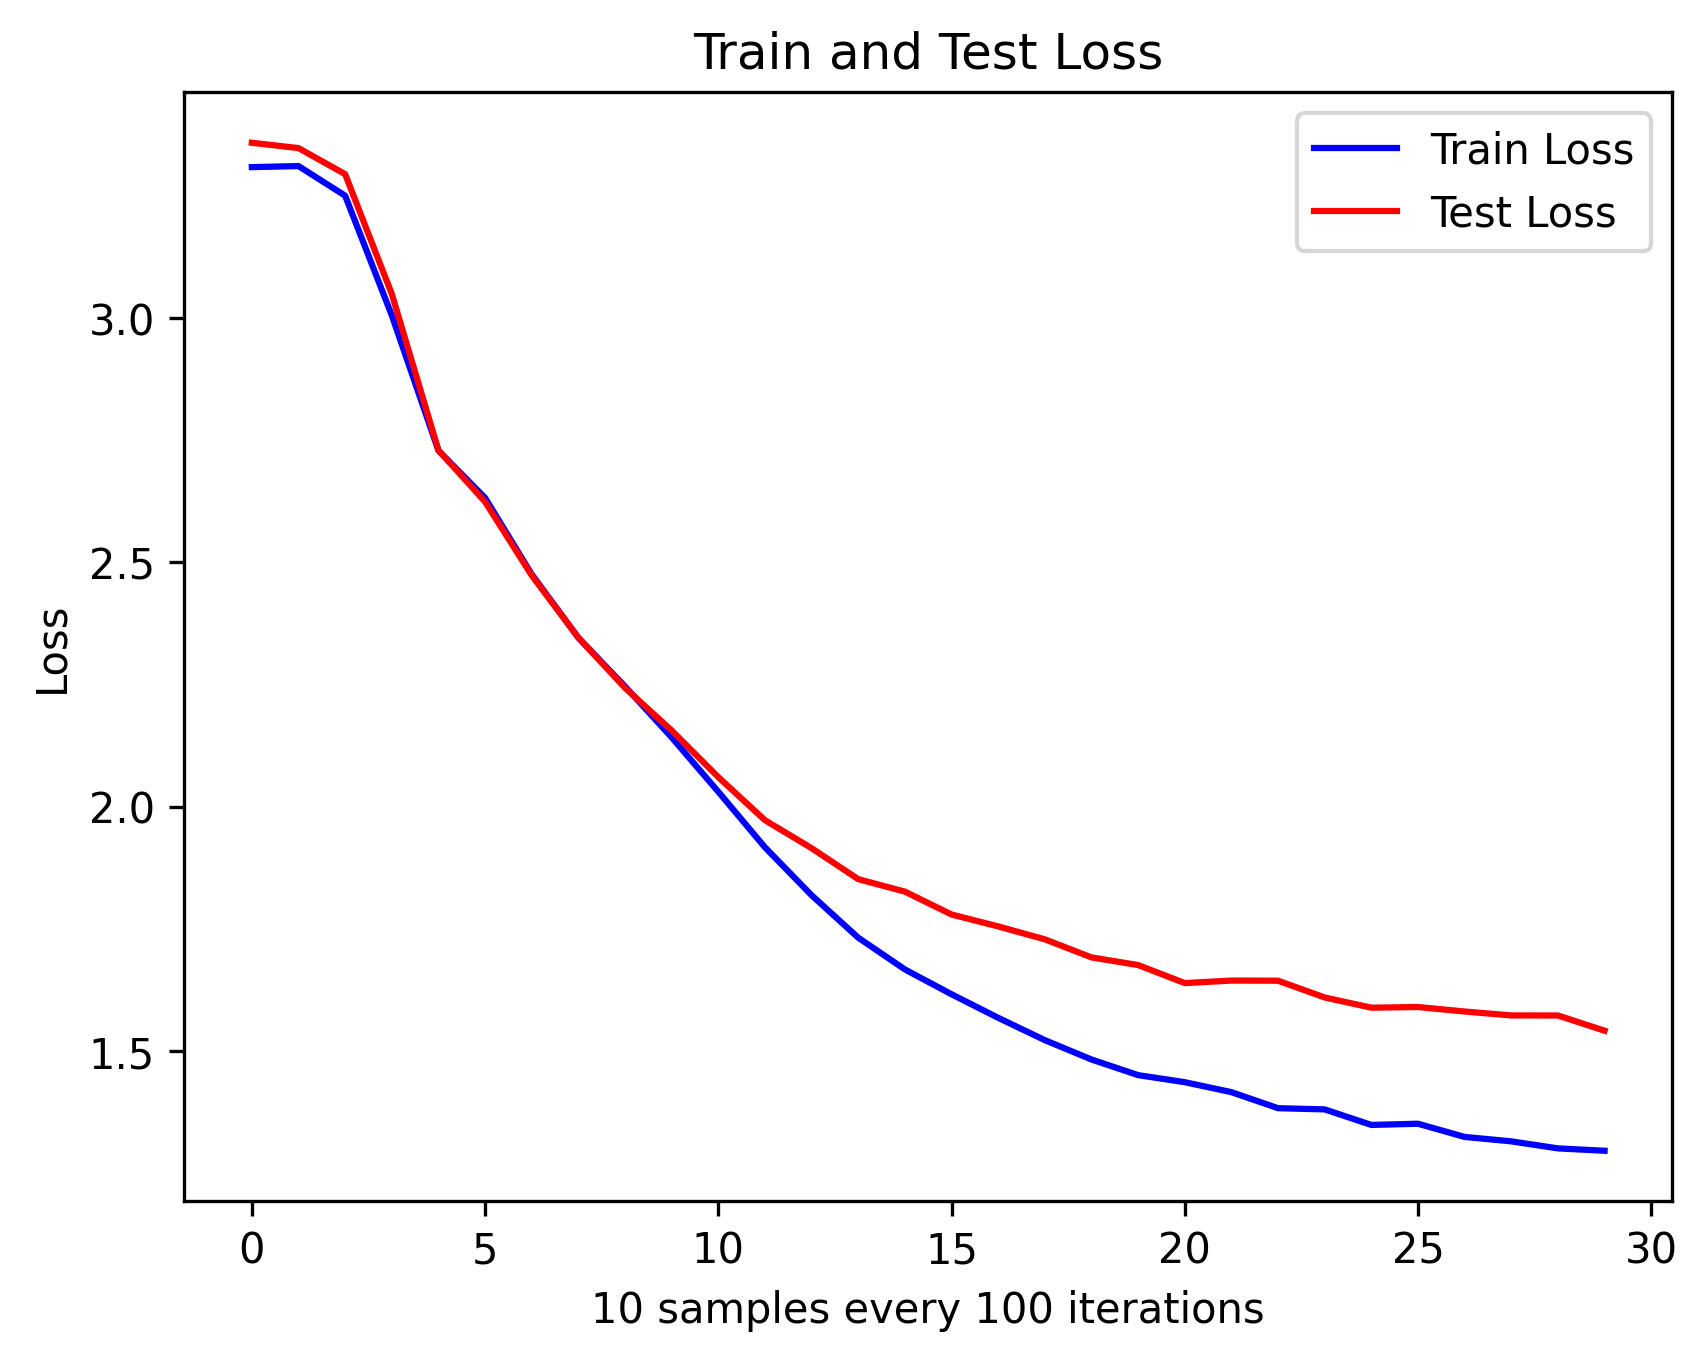 Train and Test Loss
Train Loss
Test Loss
3.0
2.5
2.0
1.5
Loss
0 5 10 15 20 25 30
10 samples every 100 iterations